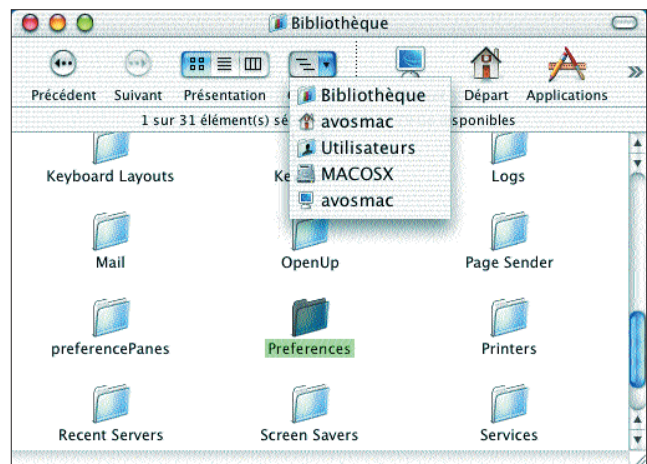 Bibliothèque
Précédent Suivant Présentation Départ Applications
1 sur 31 élément(s) sé sponibles
Bibliothèque
avosmac
Utilisateurs
MACOSX
avosmac
Keyboard Layouts Ke Logs
Mail OpenUp Page Sender
preferencePanes Preferences Printers
Recent Servers Screen Savers Services